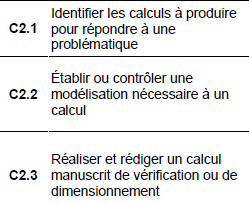 Identifier les calculs à produire
C2.1 pour répondre à une
problématique
Établir ou contrôler une
C2.2 modélisation nécessaire à un
calcul
Réaliser et rédiger un calcul
C2.3 manuscrit de vérification ou de
dimensionnement